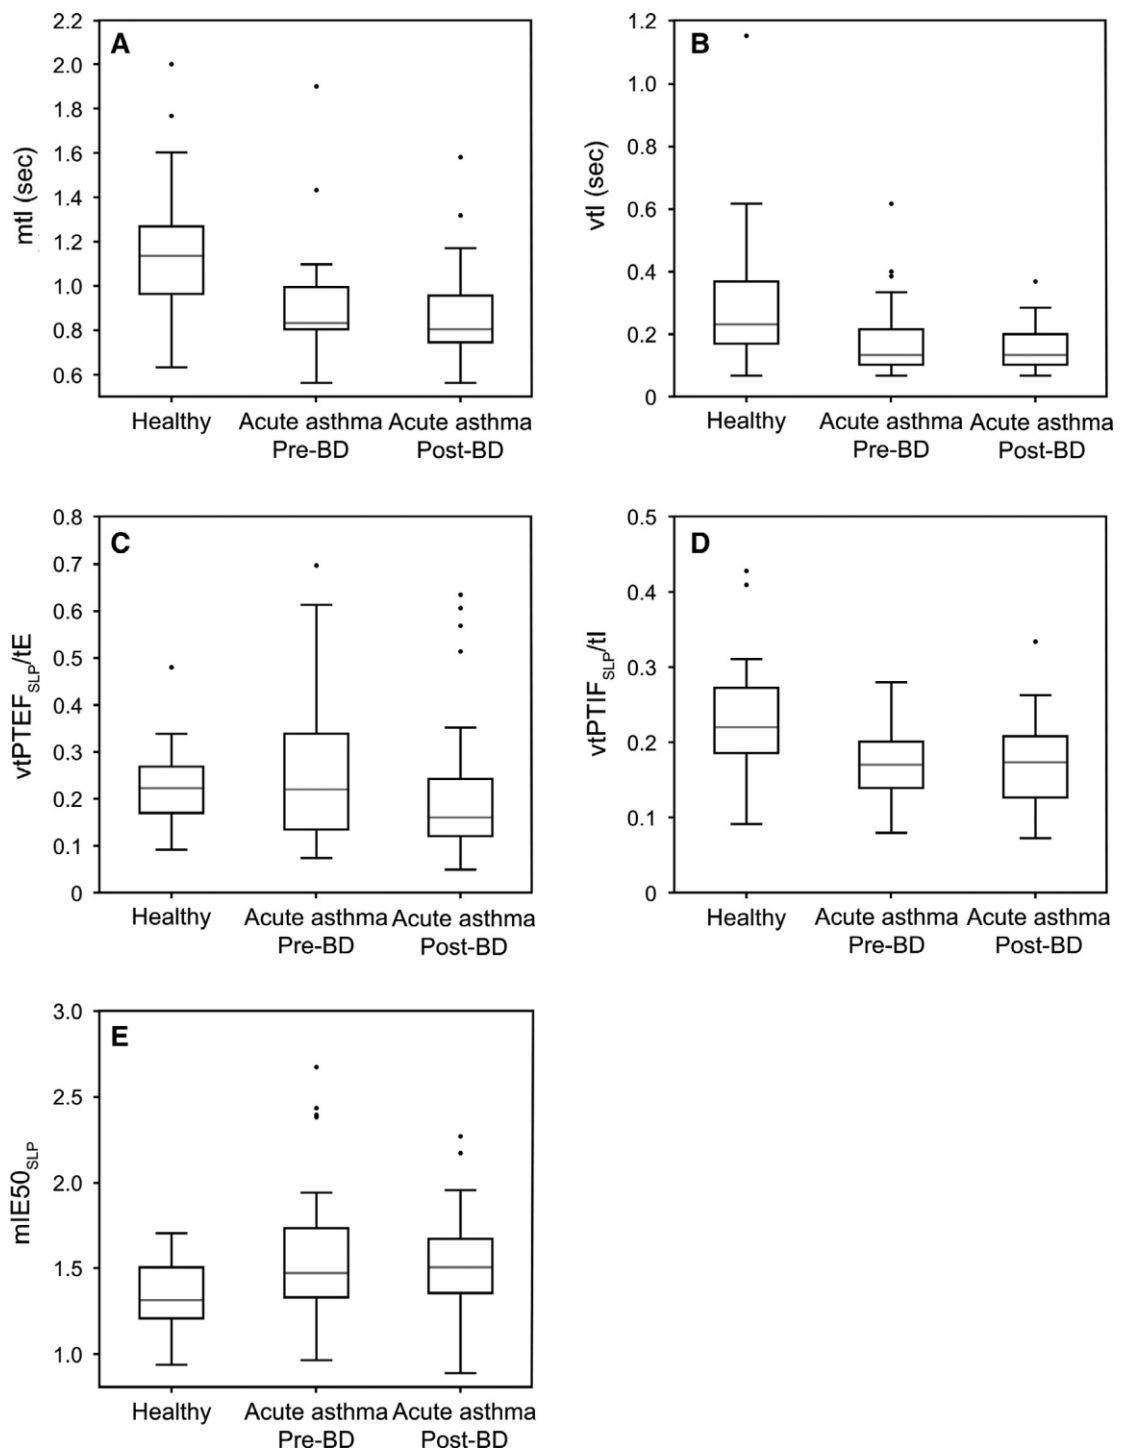 A
mtI (sec)
2.2
2.0
1.8
1.6
1.4
1.2
1.0
0.8
0.6
Healthy
Acute asthma
Pre-BD
Acute asthma
Post-BD
B
vtI (sec)
1.2
1.0
0.8
0.6
0.4
0.2
0
Healthy
Acute asthma
Pre-BD
Acute asthma
Post-BD
C
vtPTEFSLP/tE
0.8
0.7
0.6
0.5
0.4
0.3
0.2
0.1
0
Healthy
Acute asthma
Pre-BD
Acute asthma
Post-BD
D
vtPTIFSLP/tI
0.5
0.4
0.3
0.2
0.1
0
Healthy
Acute asthma
Pre-BD
Acute asthma
Post-BD
E
mIE50SLP
3.0
2.5
2.0
1.5
1.0
Healthy
Acute asthma
Pre-BD
Acute asthma
Post-BD